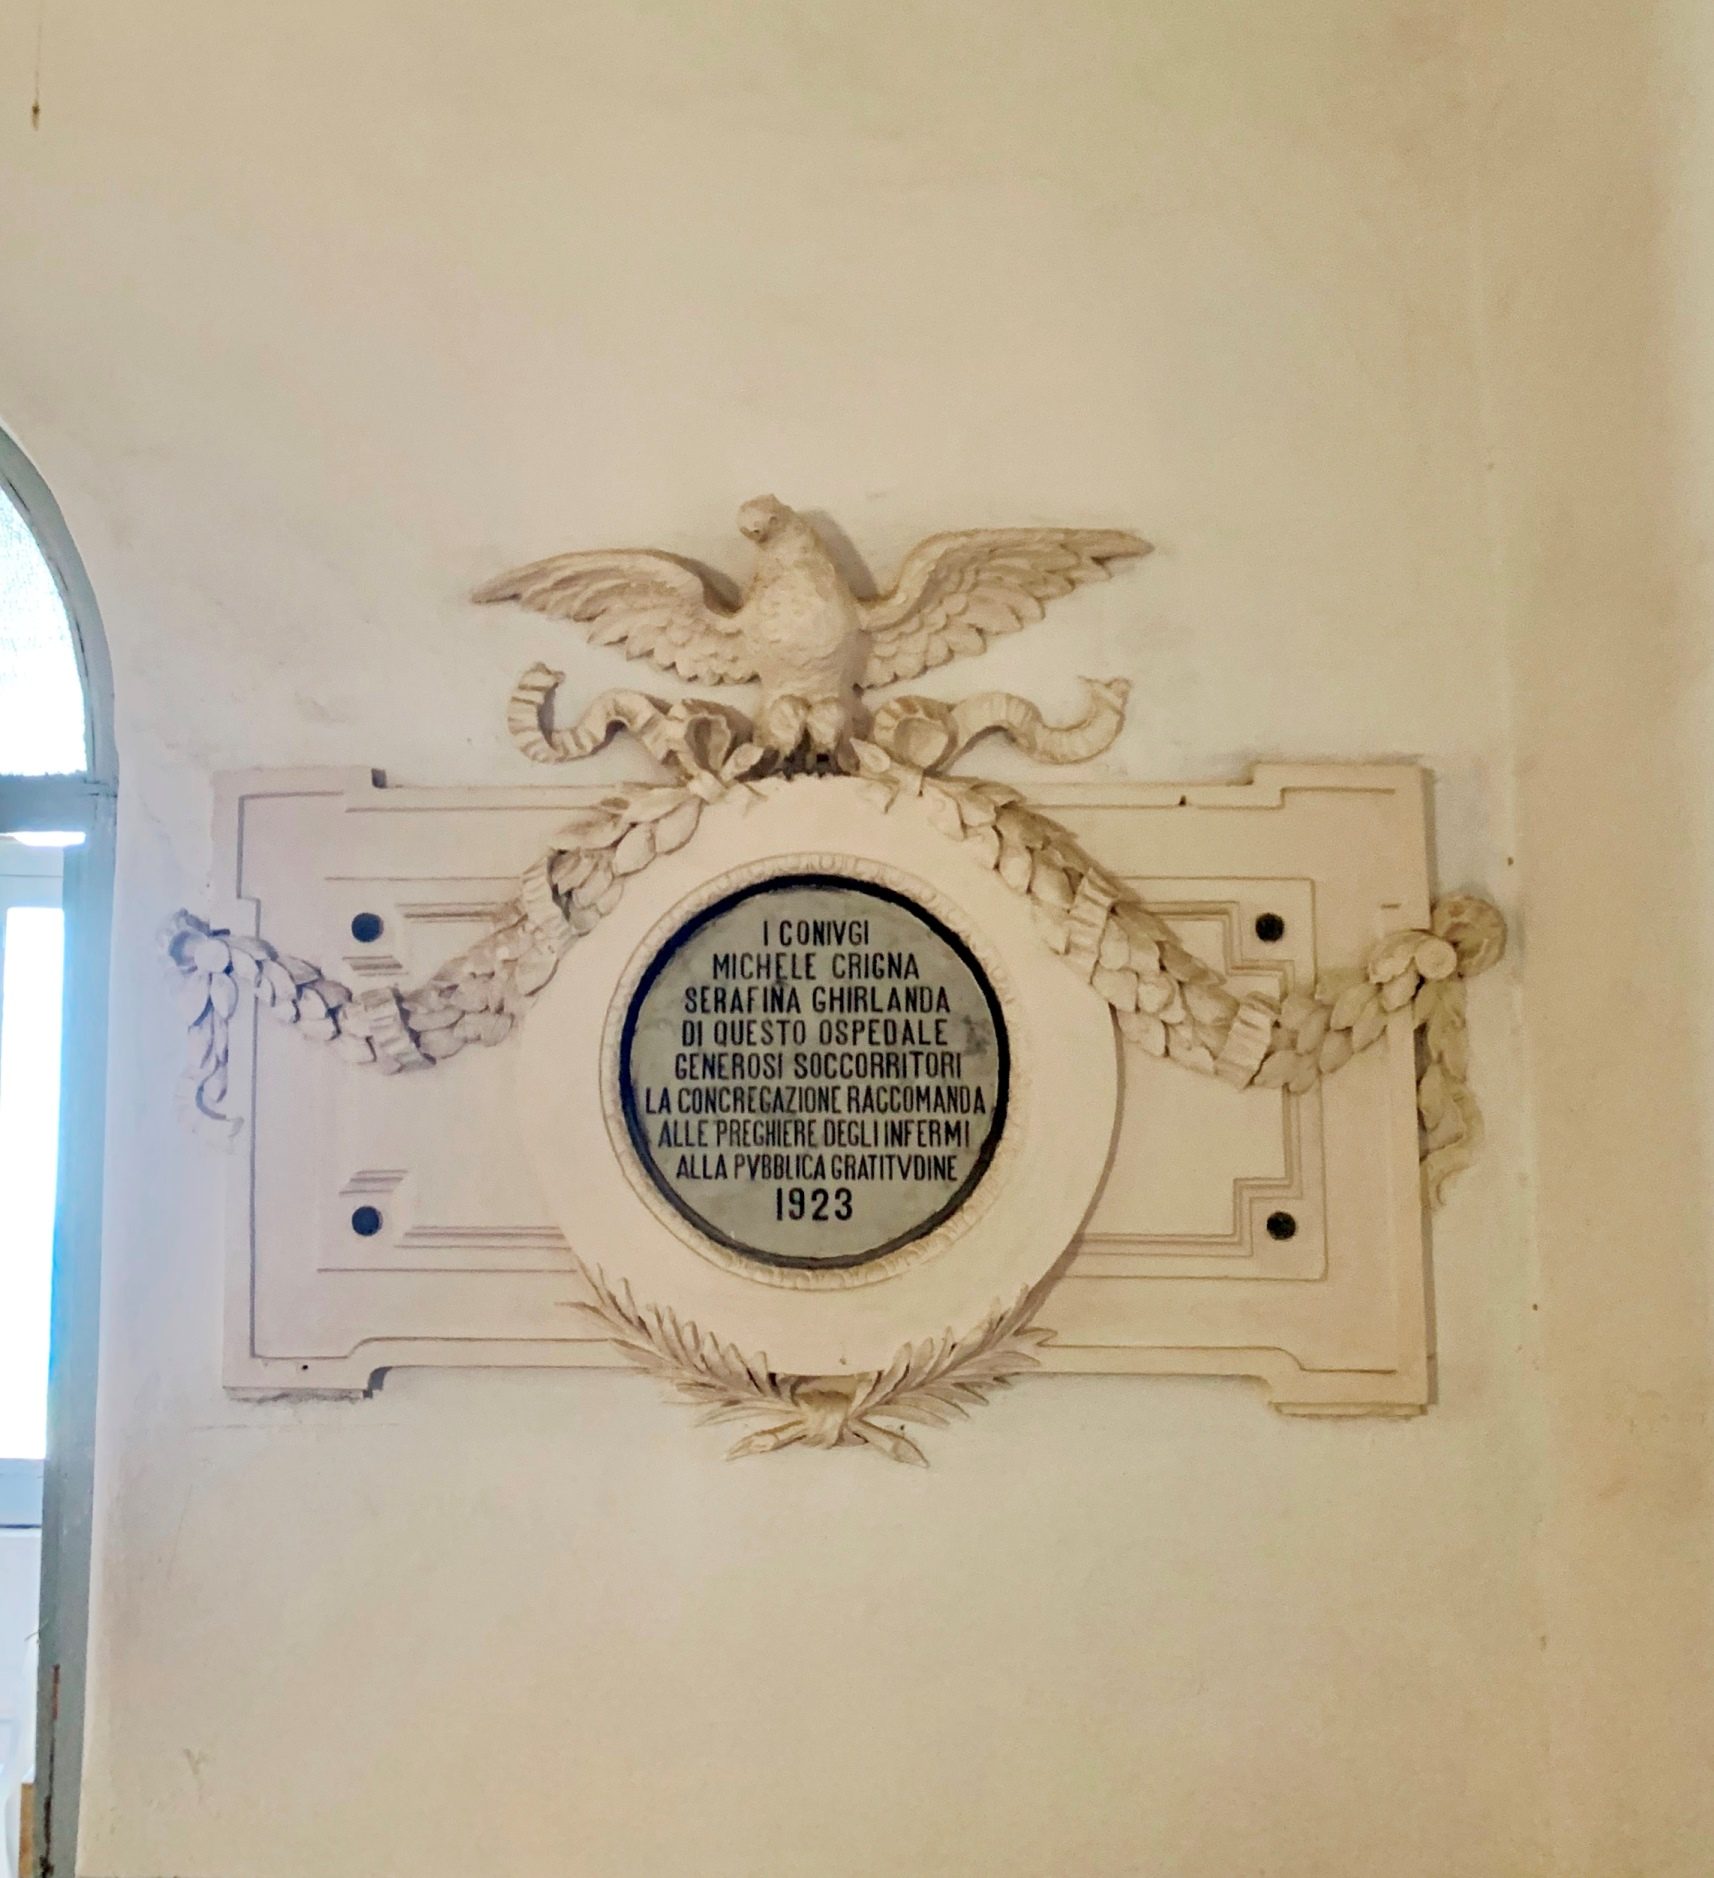 I CONIVGI
MICHELE CRIGNA
SERAFINA GHIRLANDA
DI QUESTO OSPEDALE
GENEROSI SOCCORRITORI
LA CONGREGAZIONE RACCOMANDA
ALLE PREGHIERE DEGLI INFERMI
ALLA PVBBLICA GRATITVDINE
1923